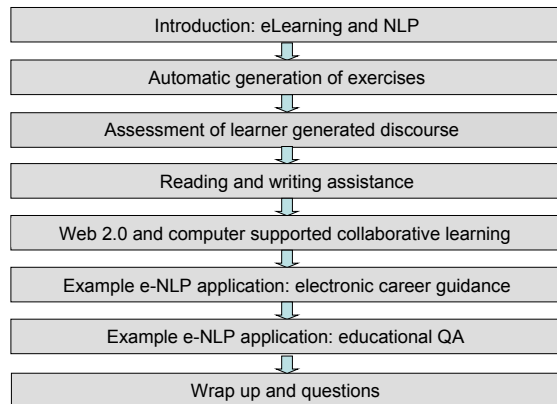 Introduction: eLearning and NLP
Automatic generation of exercises
Assessment of learner generated discourse
Reading and writing assistance
Web 2.0 and computer supported collaborative learning
Example e-NLP application: electronic career guidance
Example e-NLP application: educational QA
Wrap up and questions